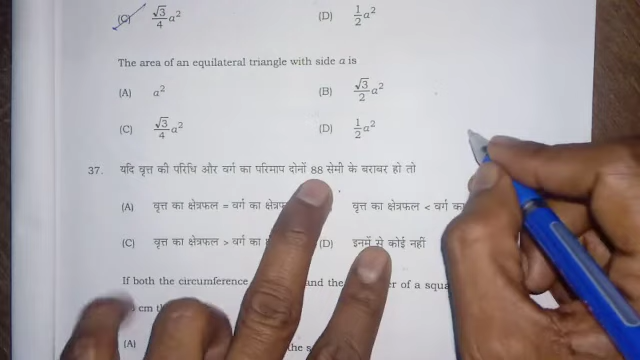 (C) √3/4 a² (D) 1/2 a²
The area of an equilateral triangle with side a is
(A) a² (B) √3/2 a²
(C) √3/4 a² (D) 1/2 a²
37. यदि वृत्त की परिधि और वर्ग का परिमाप दोनों 88 सेमी के बराबर हो तो
(A) वृत्त का क्षेत्रफल = वर्ग का वृत्त का क्षेत्रफल < वर्ग का
(C) वृत्त का क्षेत्रफल > वर्ग का (D) इनमें से कोई नहीं
If both the circumference and the of a
cm
(A) the